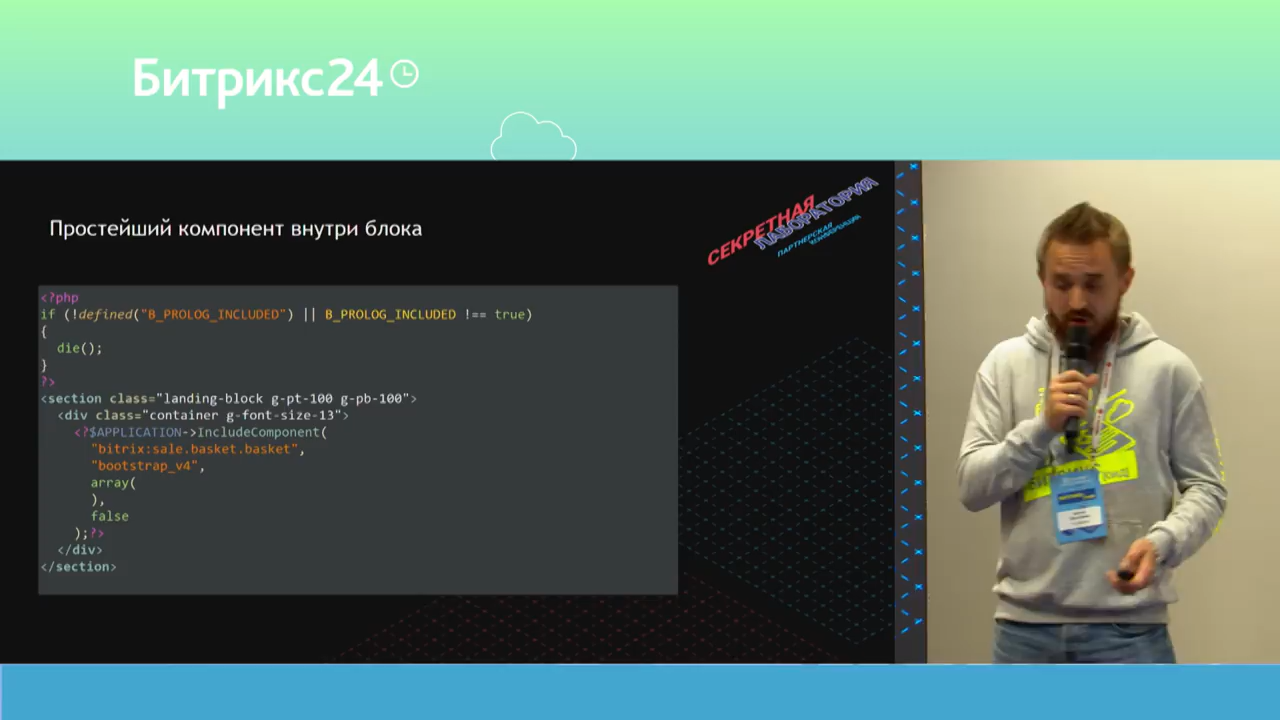 Битрикс24
СЕКРЕТНАЯ
ЛАБОРАТОРИЯ
ПАРТНЕРСКАЯ
КОНФЕРЕНЦИЯ
Простейший компонент внутри блока
<?php
if (!defined("B_PROLOG_INCLUDED") || B_PROLOG_INCLUDED !== true)
{
die();
}
?>
<section class="landing-block g-pt-100 g-pb-100">
<div class="container g-font-size-13">
<?$APPLICATION->IncludeComponent(
"bitrix:sale.basket.basket",
"bootstrap_v4",
array(
),
false
);?>
</div>
</section>